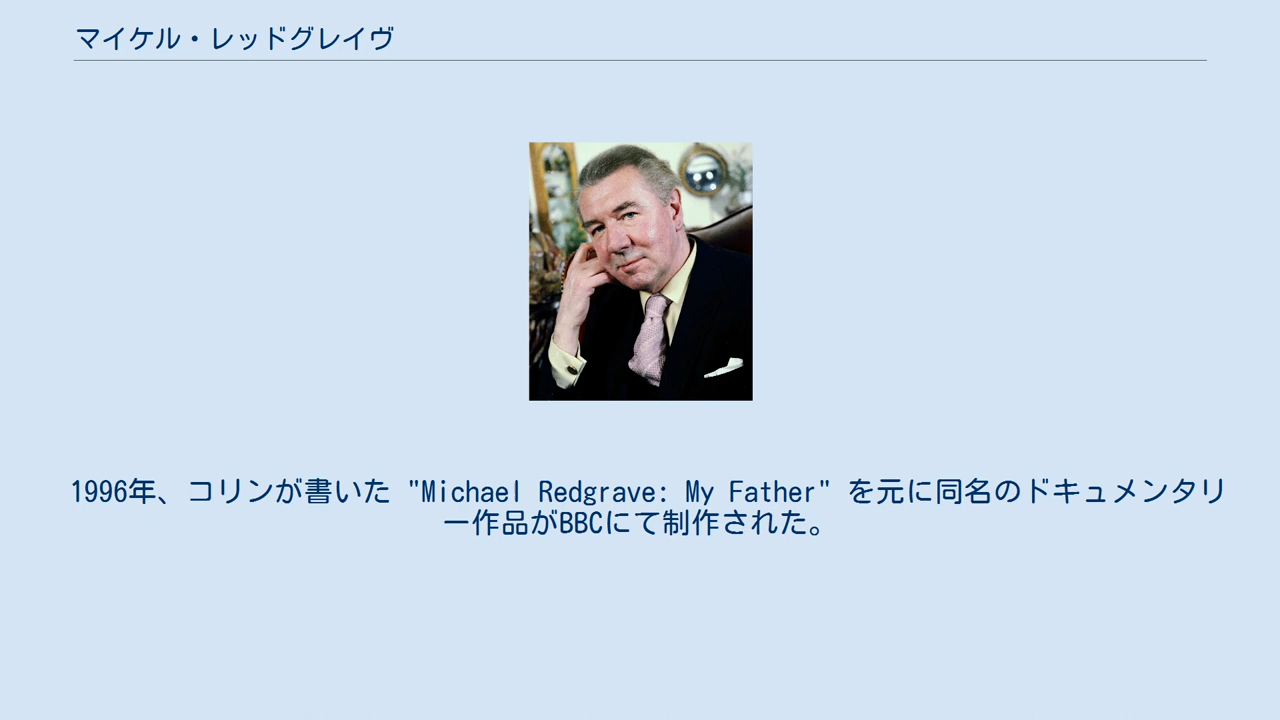 マイケル・レッドグレイヴ
1996年、コリンが書いた "Michael Redgrave: My Father" を元に同名のドキュメンタリ
ー作品がBBCにて制作された。